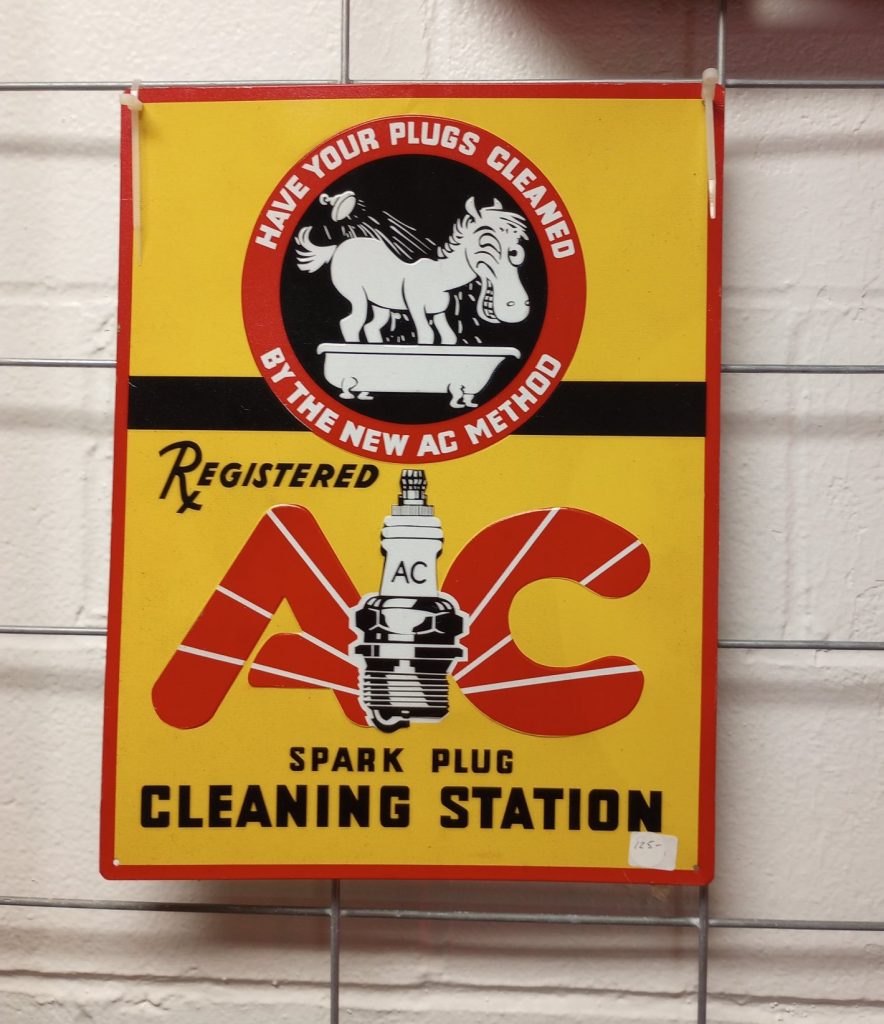 HAVE YOUR PLUGS CLEANED
BY THE NEW AC METHOD
REGISTERED
AC
AC
SPARK PLUG
CLEANING STATION
125-